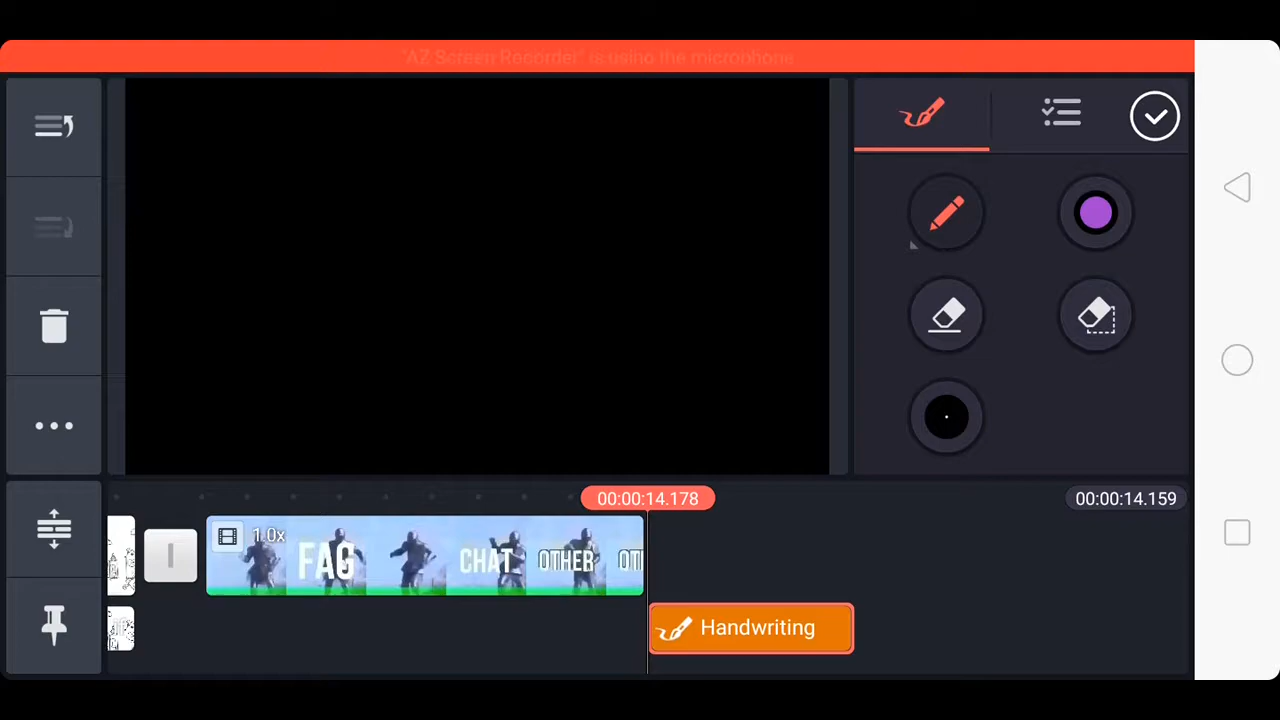 "AZ Screen Recorder" is using the microphone
00:00:14.178
00:00:14.159
1.0x
FAG
CHAT
OTHER
OT
Handwriting